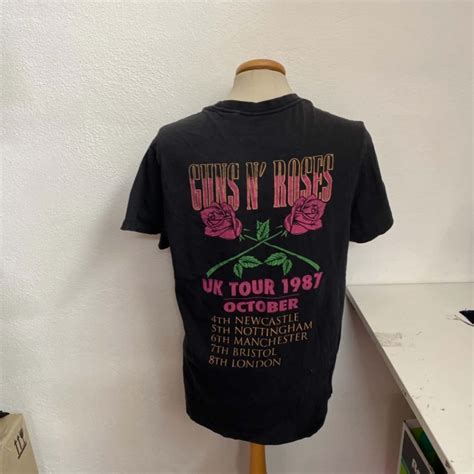 GUNS N' ROSES
UK TOUR 1987
OCTOBER
4TH NEWCASTLE
5TH NOTTINGHAM
6TH MANCHESTER
7TH BRISTOL
8TH LONDON